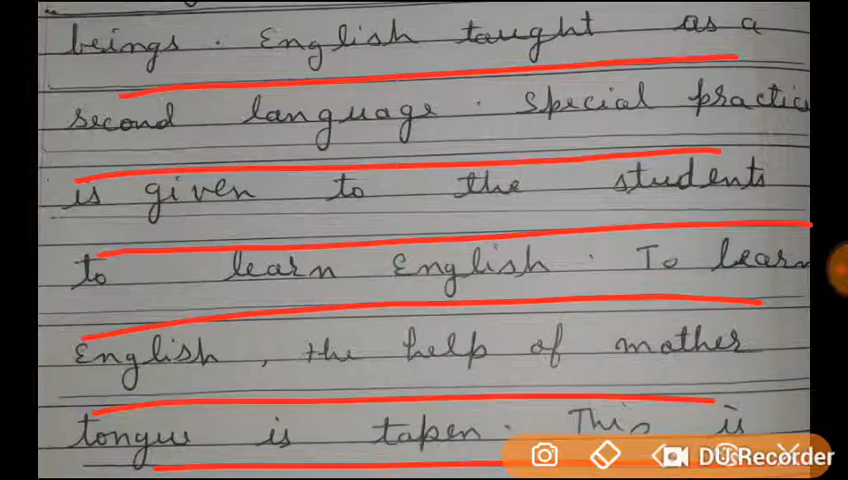 beings. English taught as a
second language. Special practic
is given to the students
to learn English. To learn
English, the help of mother
tongue is taken. This is
DU Recorder